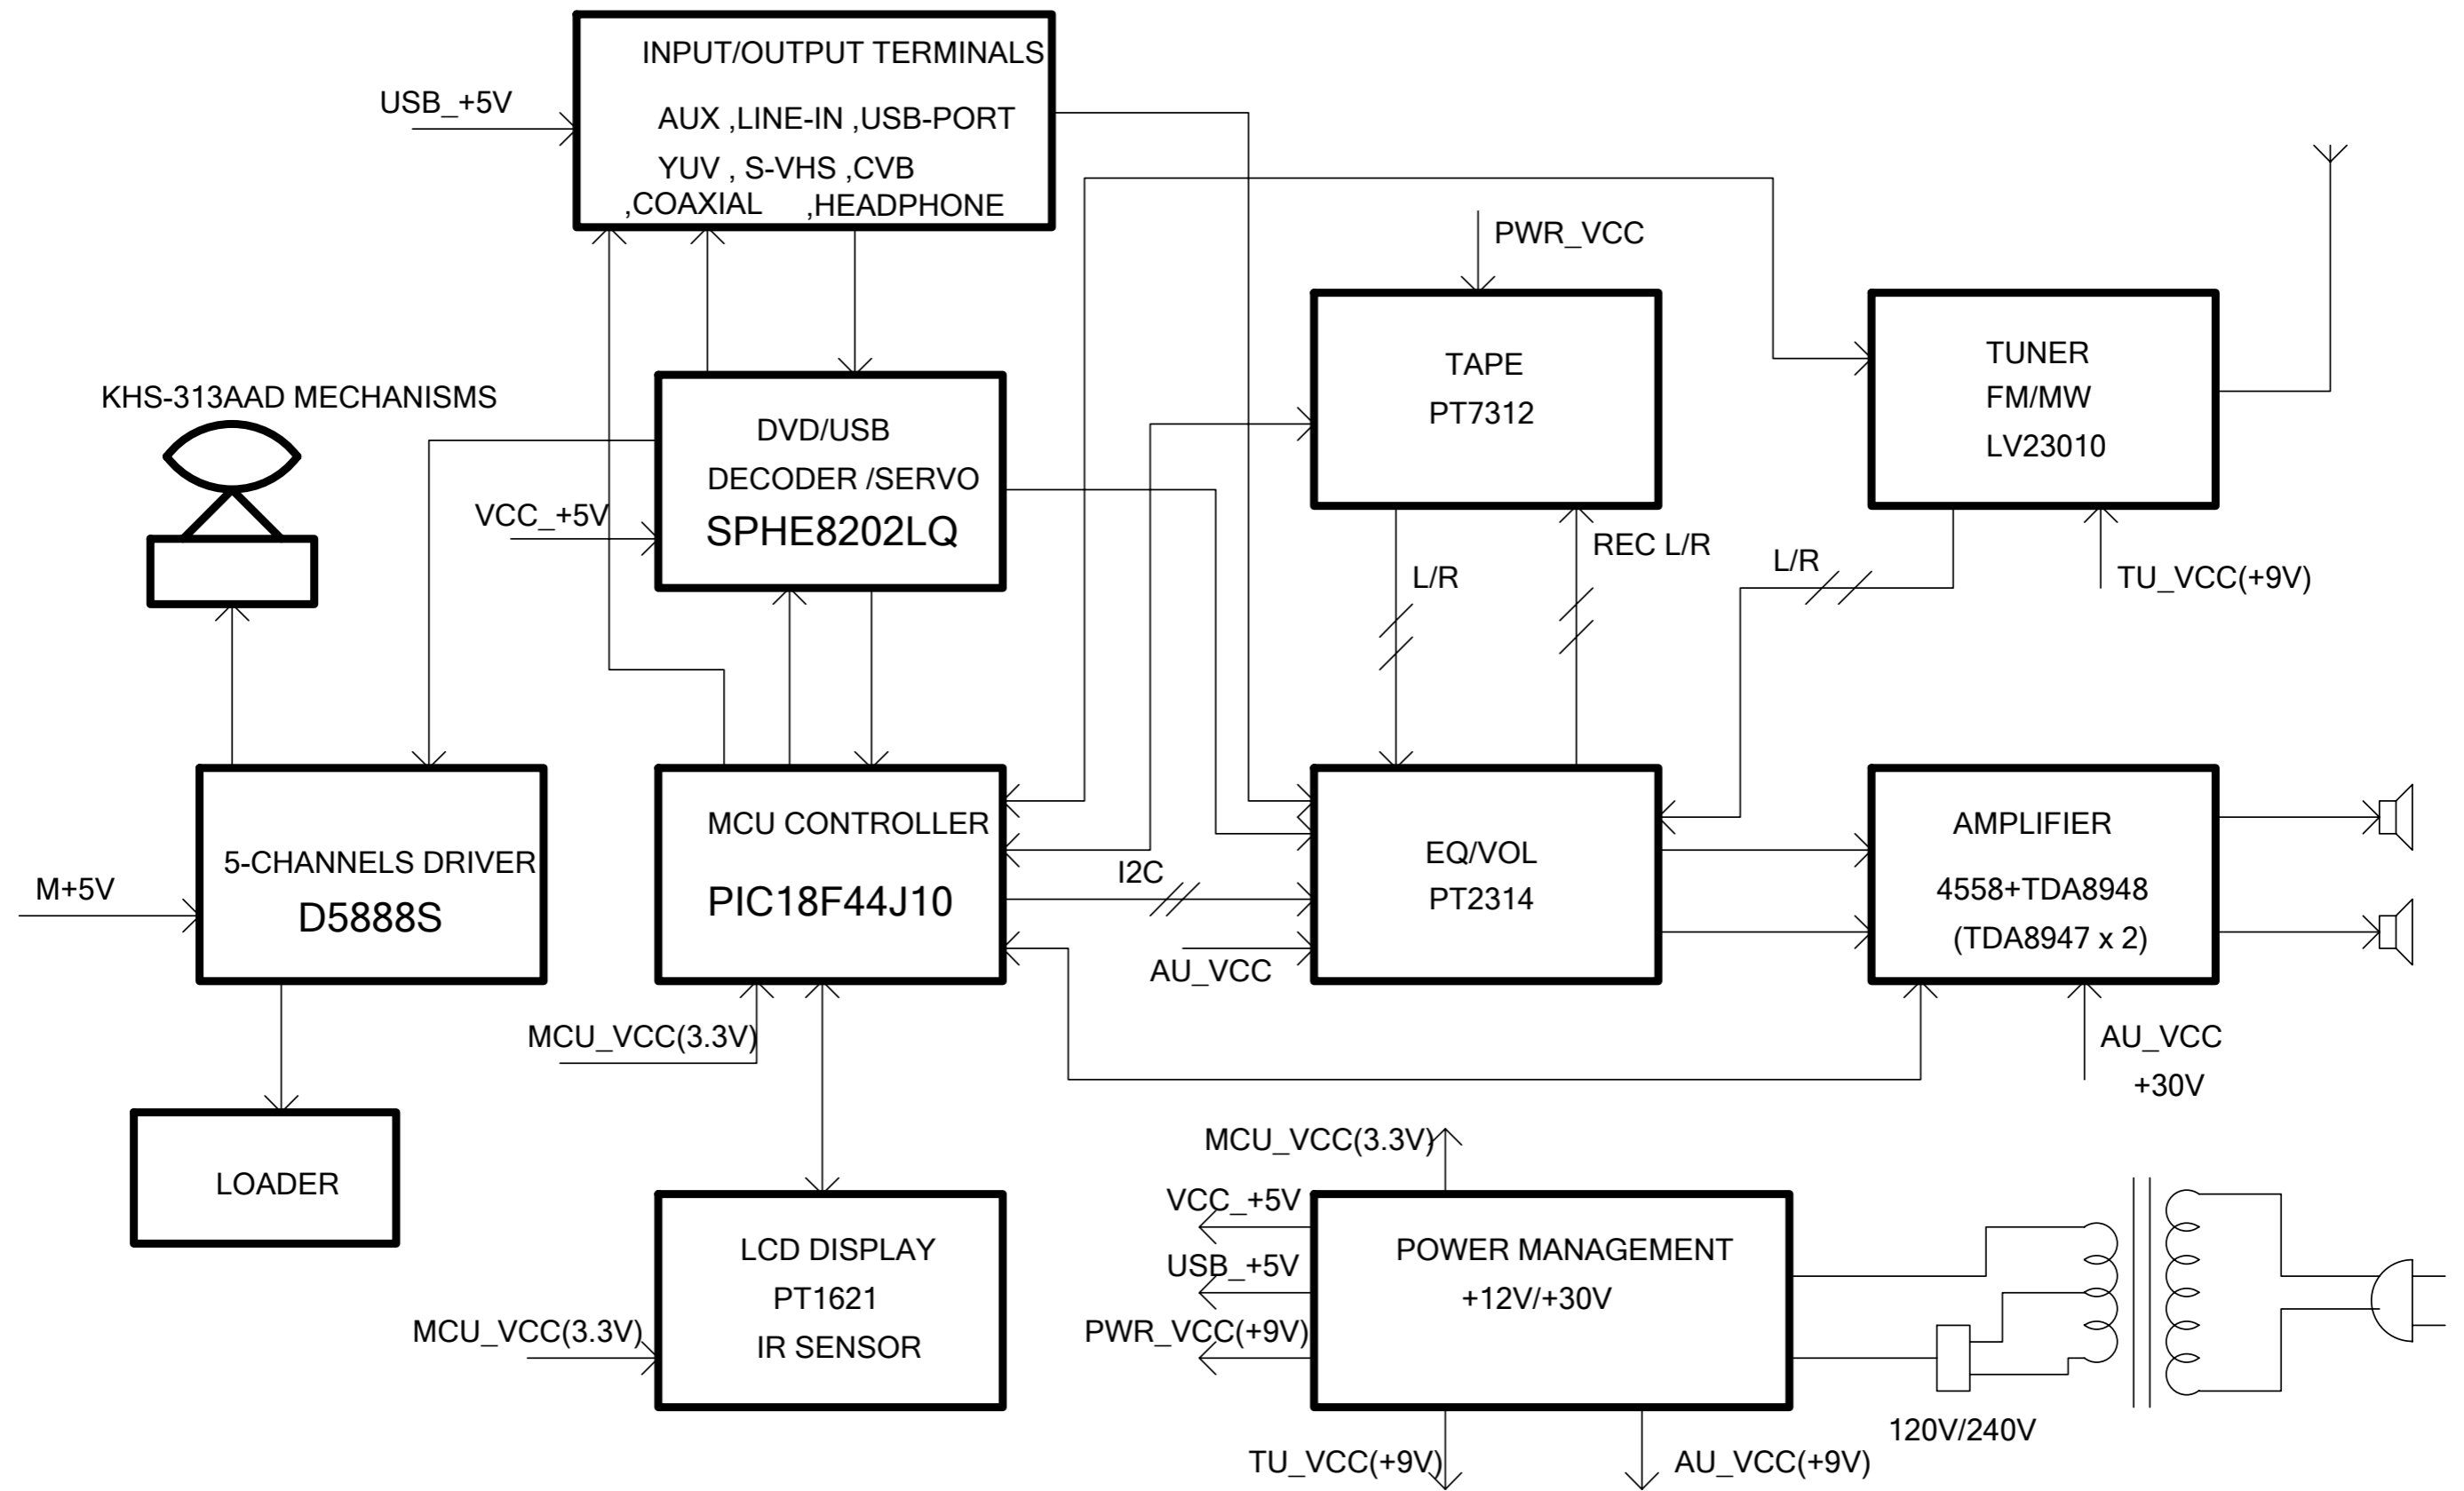 INPUT/OUTPUT TERMINALS
USB_+5V
AUX ,LINE-IN ,USB-PORT
YUV , S-VHS ,CVB
,COAXIAL ,HEADPHONE
PWR_VCC
TAPE
PT7312
TUNER
FM/MW
LV23010
KHS-313AAD MECHANISMS
DVD/USB
DECODER /SERVO
SPHE8202LQ
VCC_+5V
L/R
REC L/R
L/R
TU_VCC(+9V)
5-CHANNELS DRIVER
D5888S
M+5V
MCU CONTROLLER
PIC18F44J10
I2C
AU_VCC
EQ/VOL
PT2314
AMPLIFIER
4558+TDA8948
(TDA8947 x 2)
MCU_VCC(3.3V)
AU_VCC
+30V
LOADER
LCD DISPLAY
PT1621
IR SENSOR
MCU_VCC(3.3V)
MCU_VCC(3.3V)
VCC_+5V
USB_+5V
PWR_VCC(+9V)
POWER MANAGEMENT
+12V/+30V
120V/240V
TU_VCC(+9V)
AU_VCC(+9V)